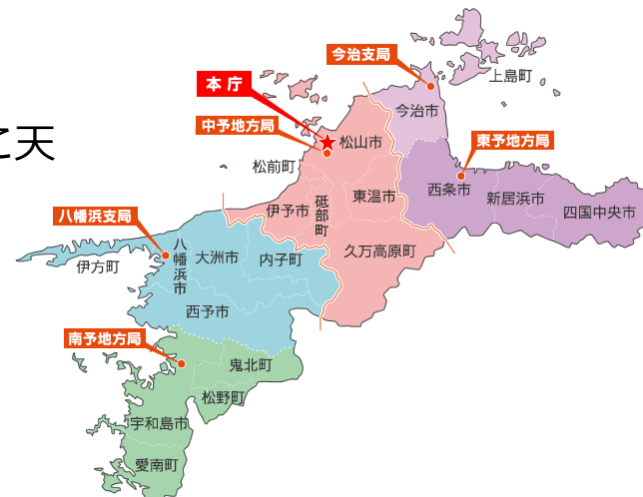 今治支局
上島町
本庁
今治市
中予地方局
松山市
東予地方局
て天
松前町
西条市
東温市
新居浜市
砥部町
伊予市
四国中央市
八幡浜支局
久万高原町
八幡浜市
大洲市
内子町
伊方町
西予市
南予地方局
鬼北町
松野町
宇和島市
愛南町